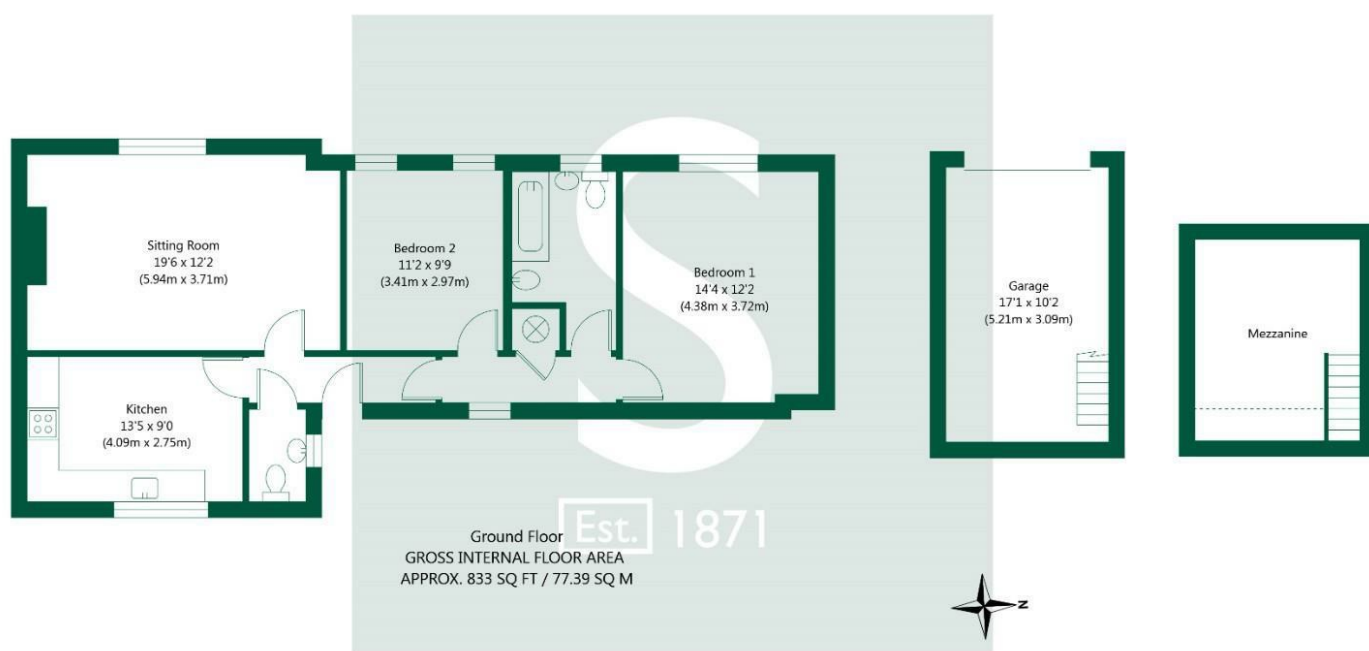 Sitting Room
19'6 x 12'2
(5.94m x 3.71m)
Bedroom 2
11'2 x 9'9
(3.41m x 2.97m)
Bedroom 1
14'4 x 12'2
(4.38m x 3.72m)
Kitchen
13'5 x 9'0
(4.09m x 2.75m)
Garage
17'1 x 10'2
(5.21m x 3.09m)
Mezzanine
S
Est. 1871
Ground Floor
GROSS INTERNAL FLOOR AREA
APPROX. 833 SQ FT / 77.39 SQ M
N